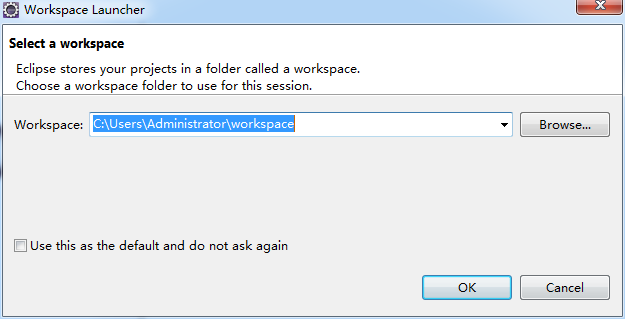 Workspace Launcher
Select a workspace
Eclipse stores your projects in a folder called a workspace.
Choose a workspace folder to use for this session.
Workspace: C:\Users\Administrator\workspace Browse...
Use this as the default and do not ask again
OK Cancel